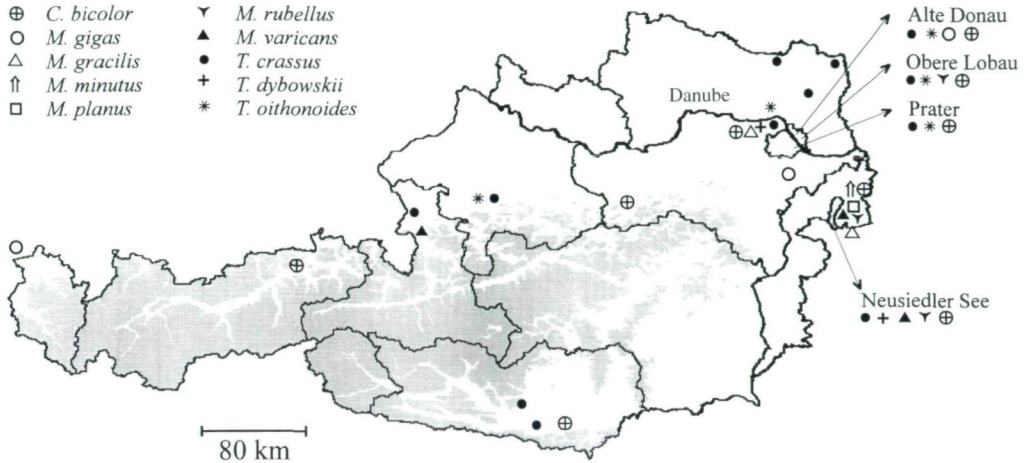 C. bicolor
M. gigas
M. gracilis
M. minutus
M. planus
M. rubellus
M. varicans
T. crassus
T. dybowskii
T. oithonoides
Danube
Alte Donau
Obere Lobau
Prater
Neusiedler See
80 km